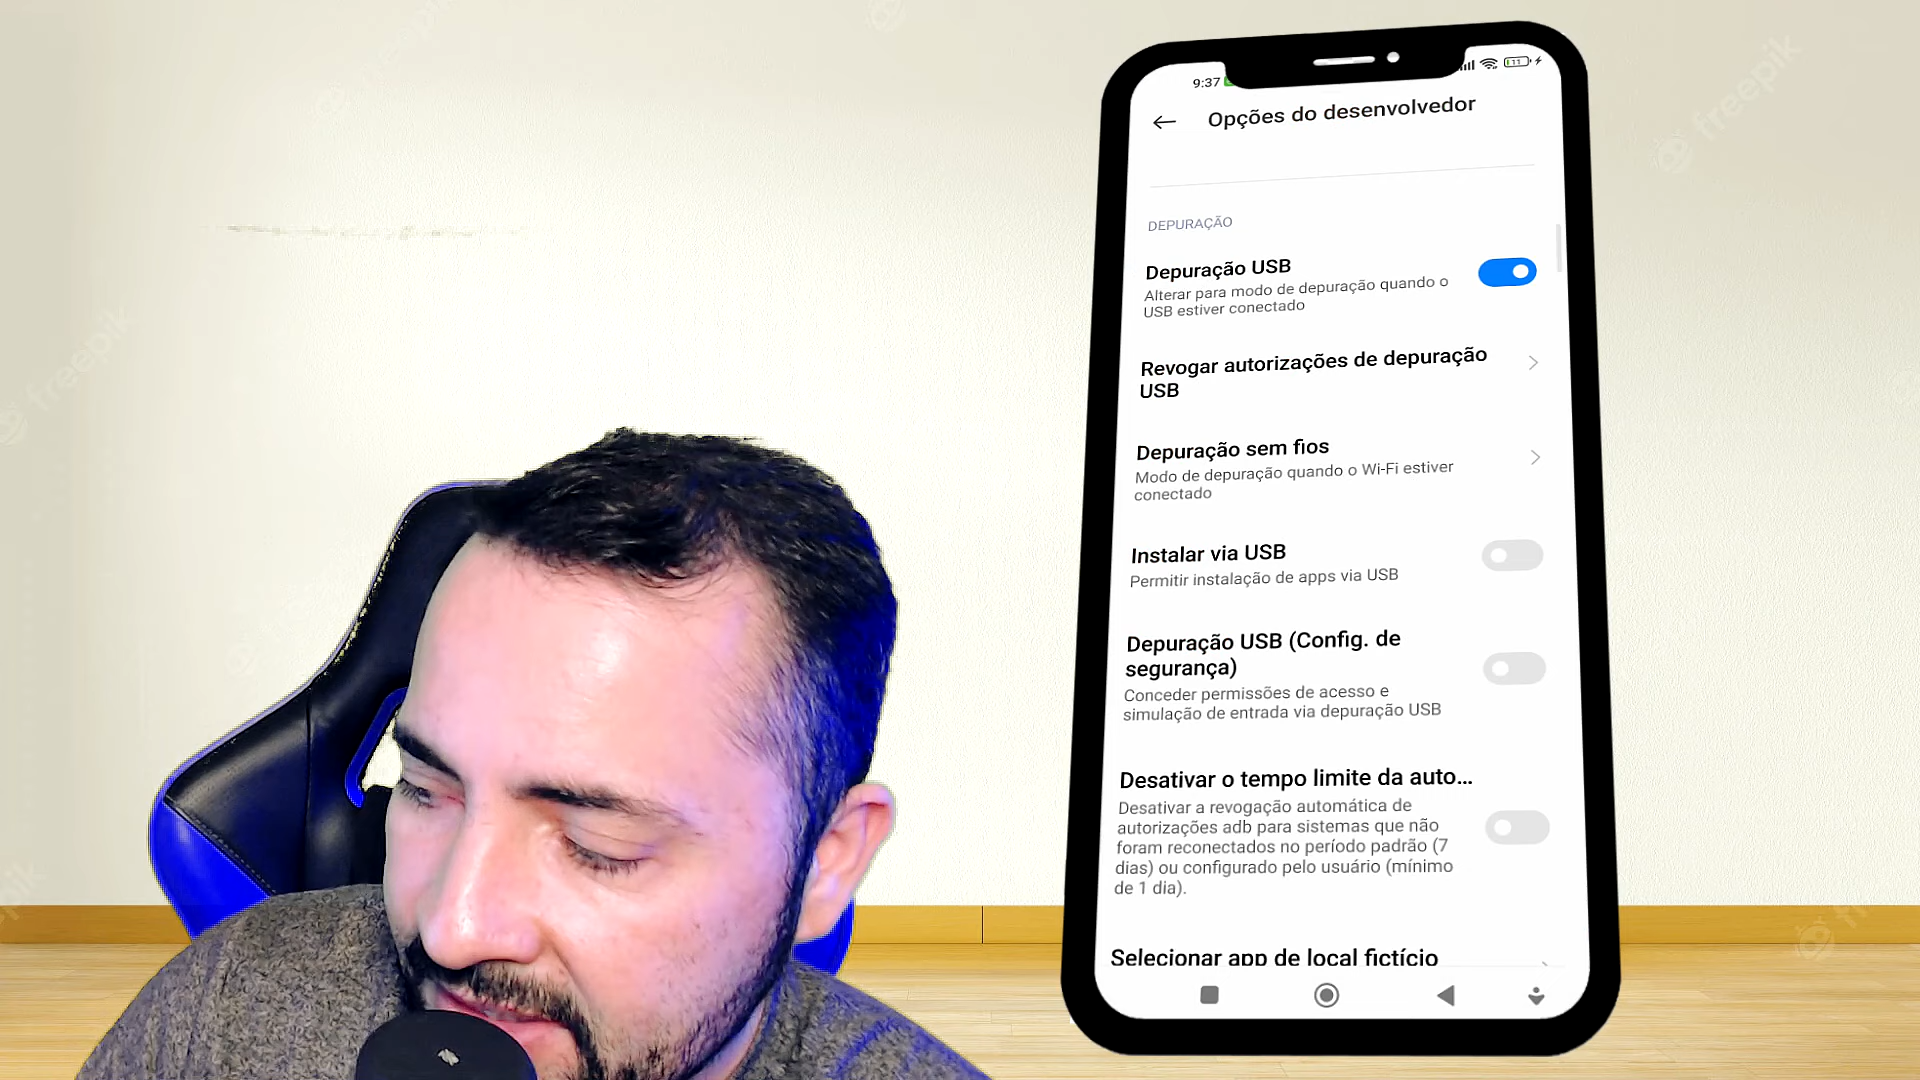 9:37
11
Opções do desenvolvedor
DEPURAÇÃO
Depuração USB
Alterar para modo de depuração quando o
USB estiver conectado
Revogar autorizações de depuração
USB
Depuração sem fios
Modo de depuração quando o Wi-Fi estiver
conectado
Instalar via USB
Permitir instalação de apps via USB
Depuração USB (Config. de
segurança)
Conceder permissões de acesso e
simulação de entrada via depuração USB
Desativar o tempo limite da auto...
Desativar a revogação automática de
autorizações adb para sistemas que não
foram reconectados no período padrão (7
dias) ou configurado pelo usuário (mínimo
de 1 dia).
Selecionar app de local fictício
freepik
freepik